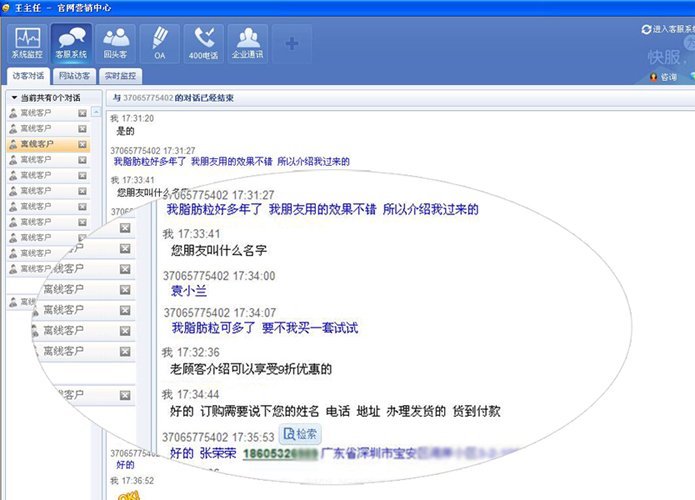 王主任 - 官网营销中心
系统监控
客服系统
回头客
OA
400电话
企业通讯
进入客服系
快服
访客对话
网站访客
实时监控
咨询
当前共有0个对话
与 37065775402 的对话已经结束
离线客户
离线客户
离线客户
离线客户
离线客户
离线客户
离线客户
离线客户
离线客户
离线客户
离线客户
我 17:31:20
是的
37065775402 17:31:27
我脂肪粒好多年了 我朋友用的效果不错 所以介绍我过来的
我 17:33:41
您朋友叫什么名
37065775402 17:31:27
我脂肪粒好多年了 我朋友用的效果不错 所以介绍我过来的
我 17:33:41
您朋友叫什么名字
37065775402 17:34:00
袁小兰
37065775402 17:34:07
我脂肪粒可多了 要不我买一套试试
我 17:32:36
老顾客介绍可以享受9折优惠的
我 17:34:44
好的 订购需要说下您的姓名 电话 地址 办理发货的 货到付款
37065775402 17:35:53
检索
好的 张荣荣 18605326 广东省深圳市宝安
离线客户
离线客户
离线客户
离线客户
离线客户
好的
我 17:36:52
OK!